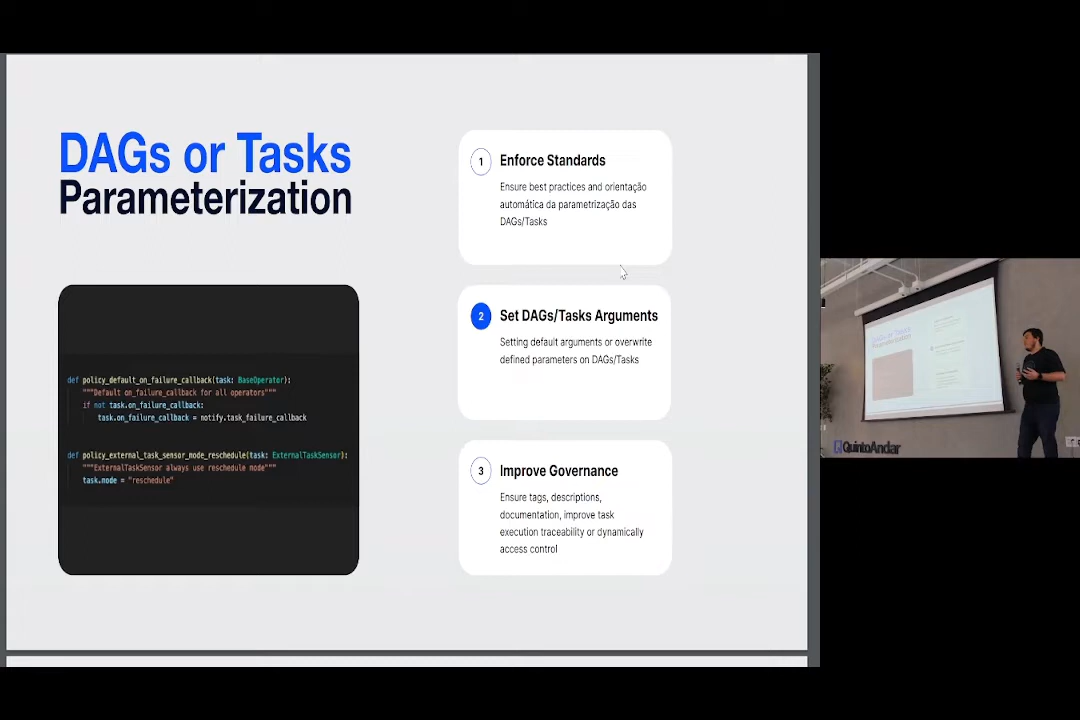 DAGs or Tasks
Parameterization
def policy_default_on_failure_callback(task: BaseOperator):
"""Default on_failure_callback for all operators"""
if not task.on_failure_callback:
task.on_failure_callback = notify.task_failure_callback
def policy_external_task_sensor_mode_reschedule(task: ExternalTaskSensor):
"""ExternalTaskSensor always use reschedule mode"""
task.mode = "reschedule"
1
Enforce Standards
Ensure best practices and orientação
automática da parametrização das
DAGs/Tasks
2
Set DAGs/Tasks Arguments
Setting default arguments or overwrite
defined parameters on DAGs/Tasks
3
Improve Governance
Ensure tags, descriptions,
documentation, improve task
execution traceability or dynamically
access control
DAGs or Tasks
Parameterization
QuintoAndar